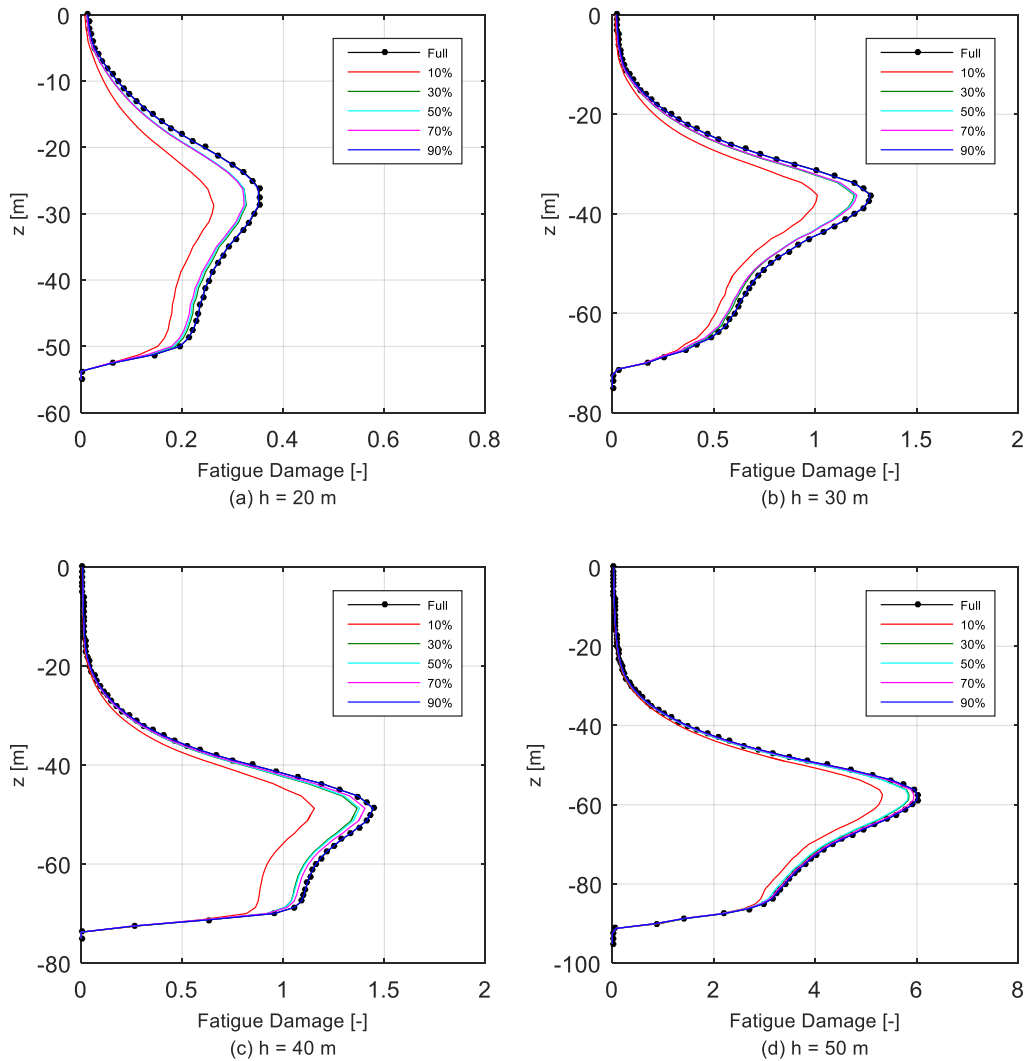 0
-10
-20
-30
-40
-50
-60
z [m]
0 0.2 0.4 0.6 0.8
Fatigue Damage [-]
(a) h = 20 m
Full
10%
30%
50%
70%
90%
0
-20
-40
-60
-80
z [m]
0 0.5 1 1.5 2
Fatigue Damage [-]
(b) h = 30 m
Full
10%
30%
50%
70%
90%
0
-20
-40
-60
-80
z [m]
0 0.5 1 1.5 2
Fatigue Damage [-]
(c) h = 40 m
Full
10%
30%
50%
70%
90%
0
-20
-40
-60
-80
-100
z [m]
0 2 4 6 8
Fatigue Damage [-]
(d) h = 50 m
Full
10%
30%
50%
70%
90%